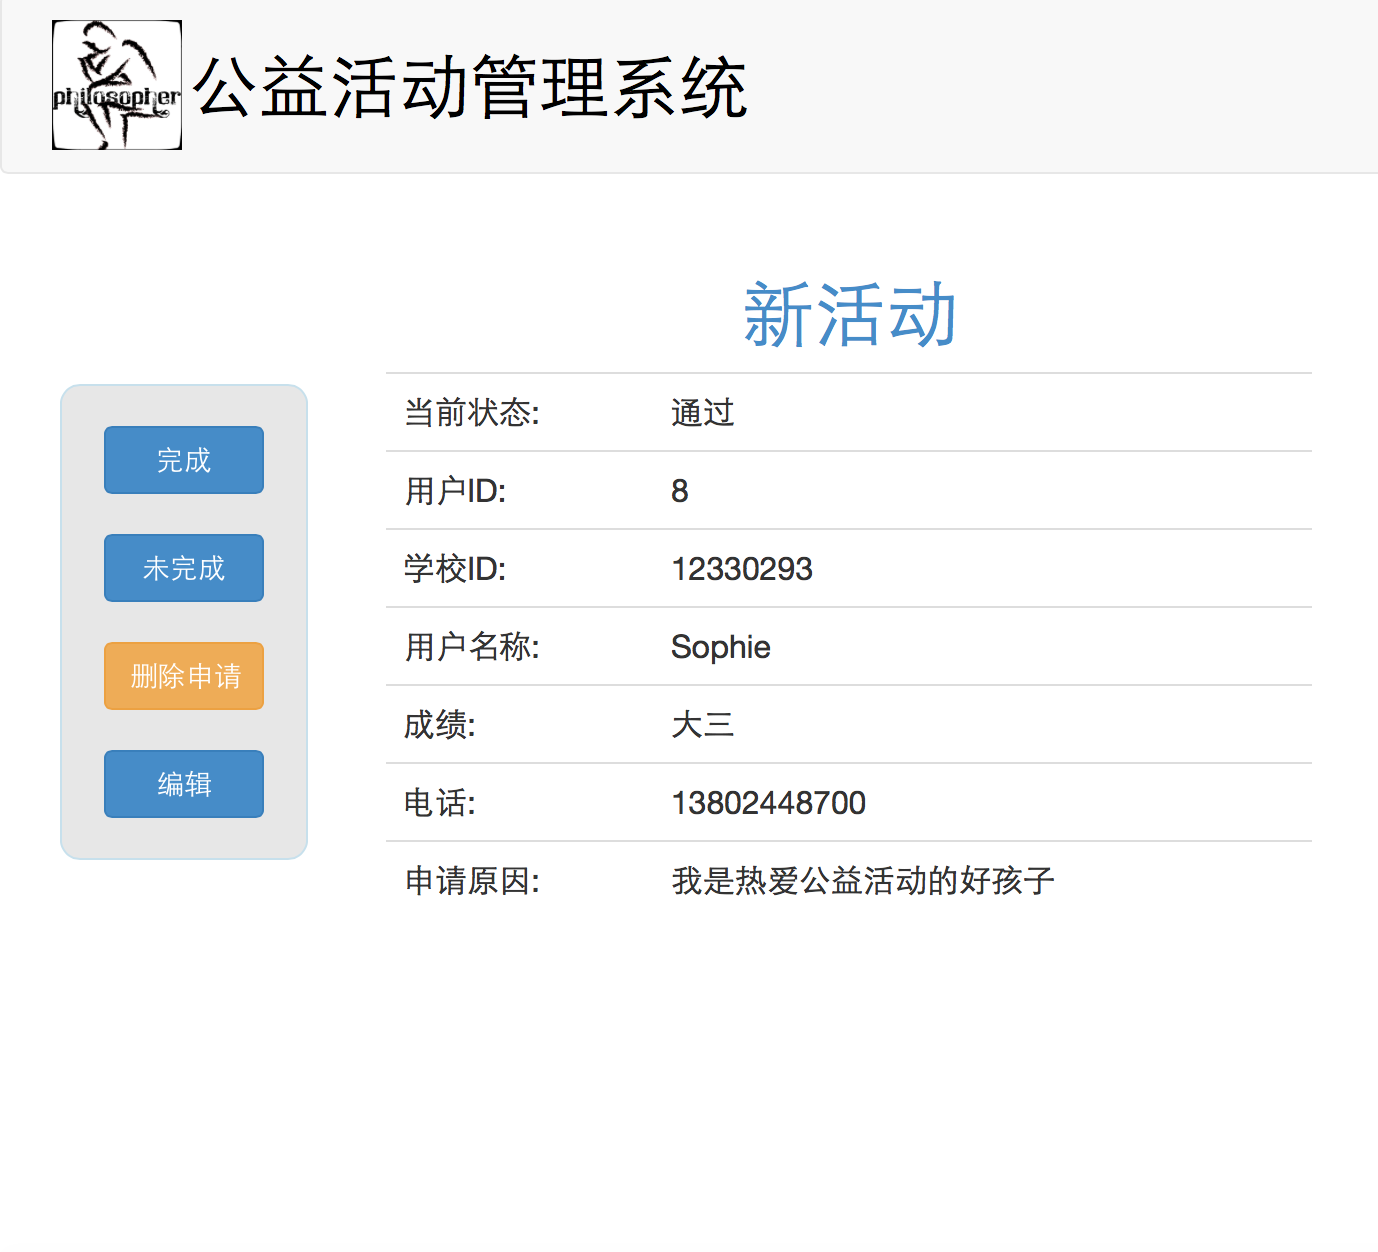 philosopher
公益活动管理系统
新活动
完成
未完成
删除申请
编辑
当前状态: 通过
用户ID: 8
学校ID: 12330293
用户名称: Sophie
成绩: 大三
电话: 13802448700
申请原因: 我是热爱公益活动的好孩子